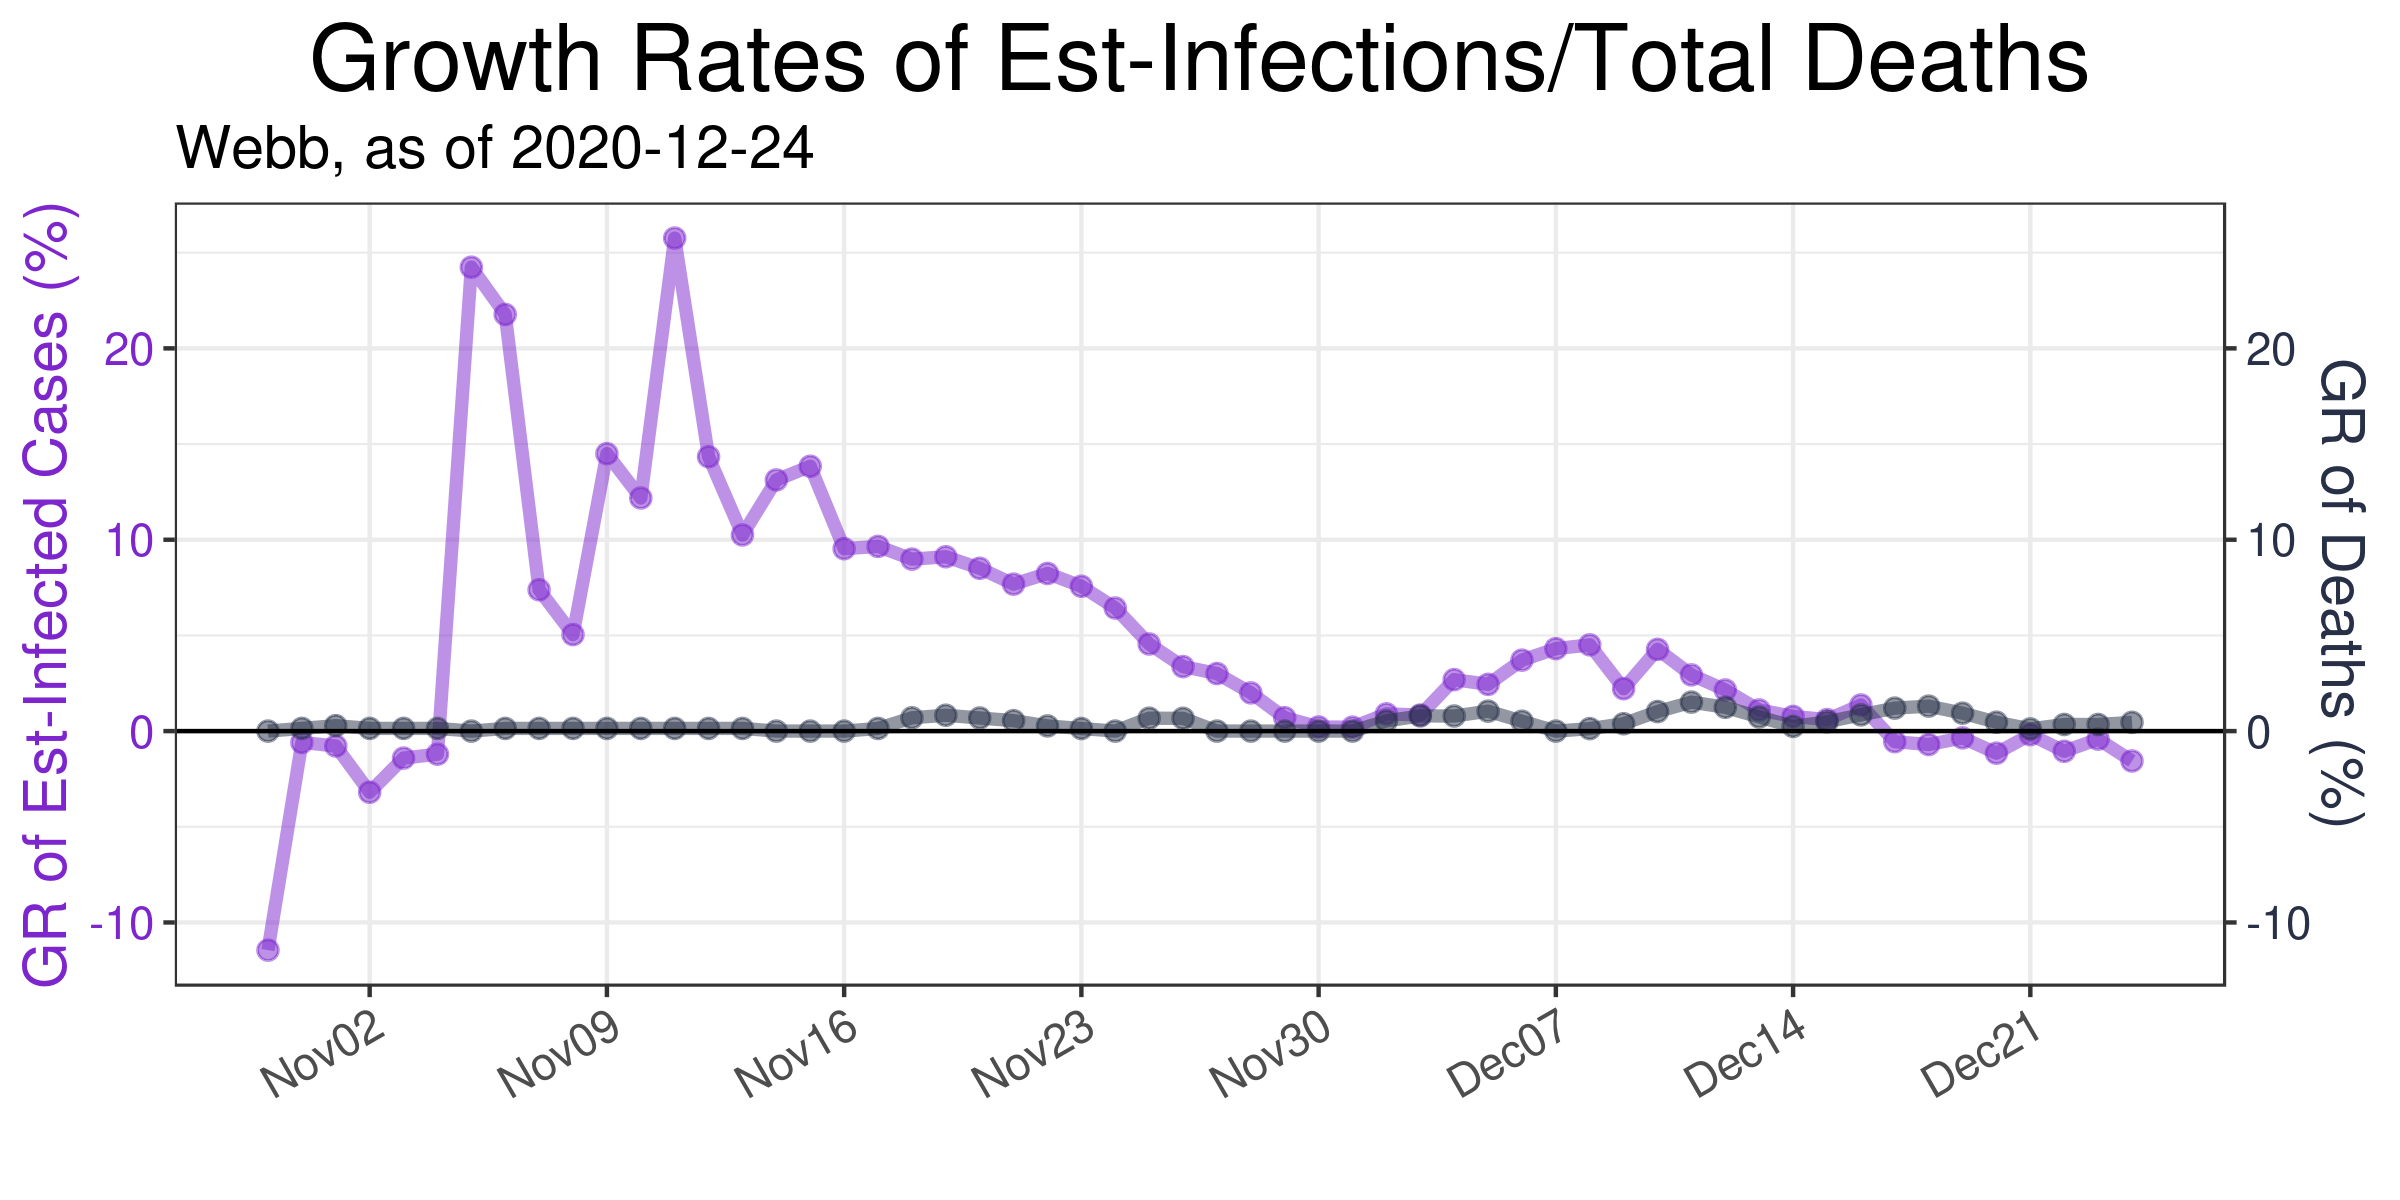 Growth Rates of Est-Infections/Total Deaths
Webb, as of 2020-12-24
GR of Est-Infected Cases (%)
20
10
0
-10
20
10
0
-10
GR of Deaths (%)
Nov02
Nov09
Nov16
Nov23
Nov30
Dec07
Dec14
Dec21